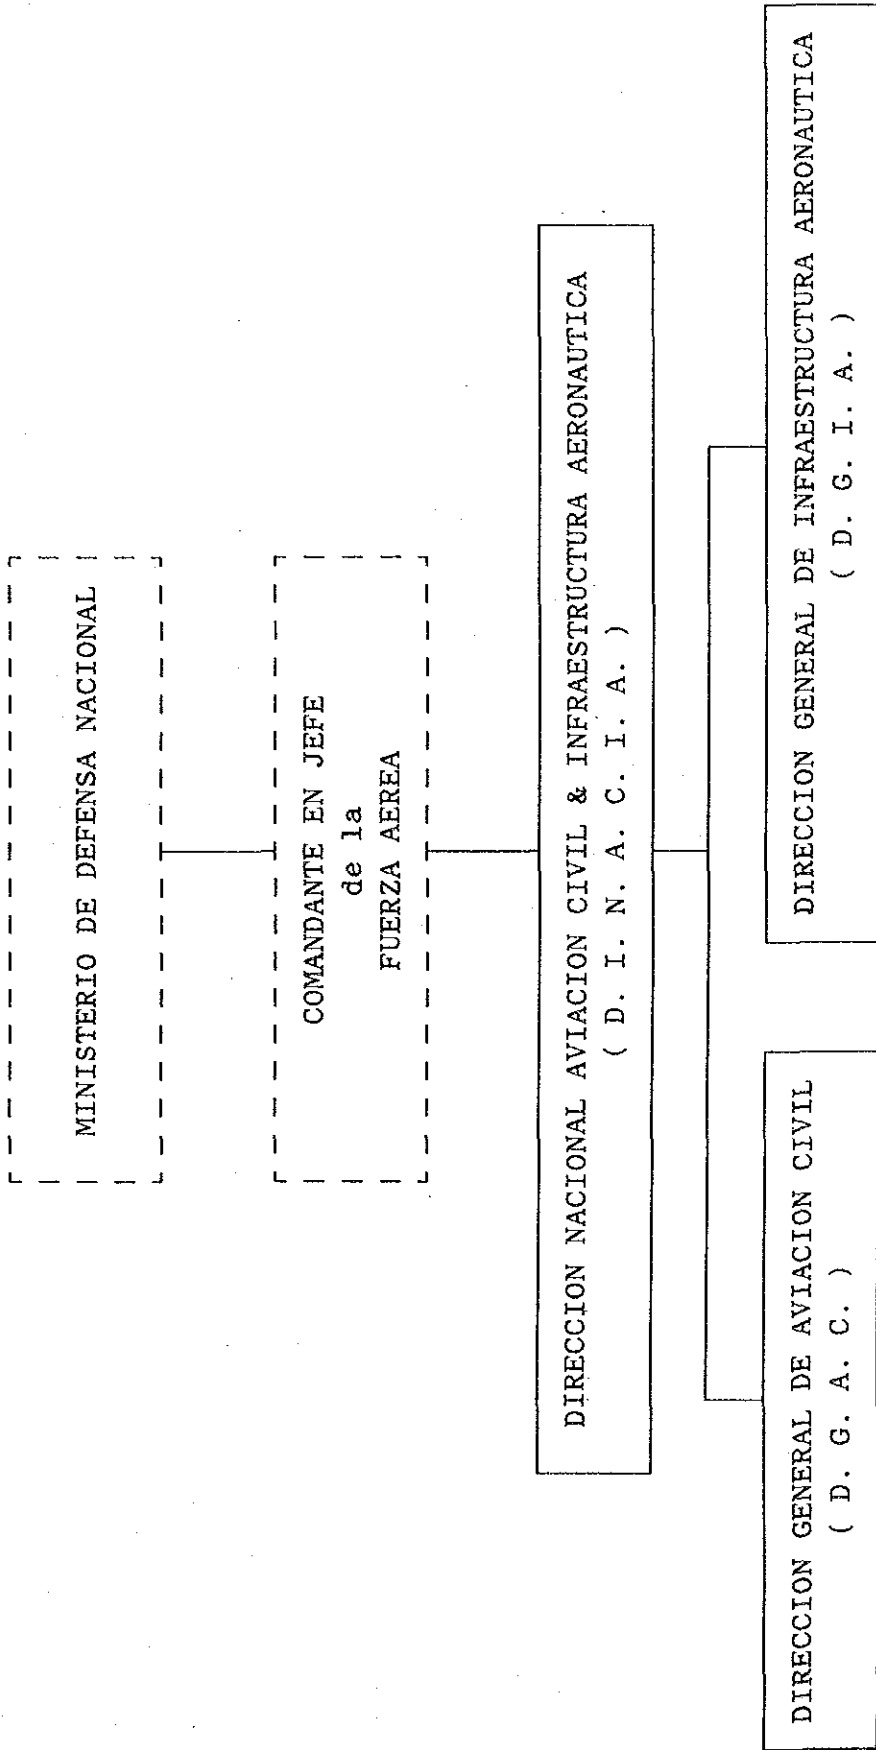 MINISTERIO DE DEFENSA NACIONAL
COMANDANTE EN JEFE
de la
FUERZA AEREA
DIRECCION NACIONAL AVIACION CIVIL & INFRAESTRUCTURA AERONAUTICA
( D. I. N. A. C. I. A. )
DIRECCION GENERAL DE AVIACION CIVIL
( D. G. A. C. )
DIRECCION GENERAL DE INFRAESTRUCTURA AERONAUTICA
( D. G. I. A. )